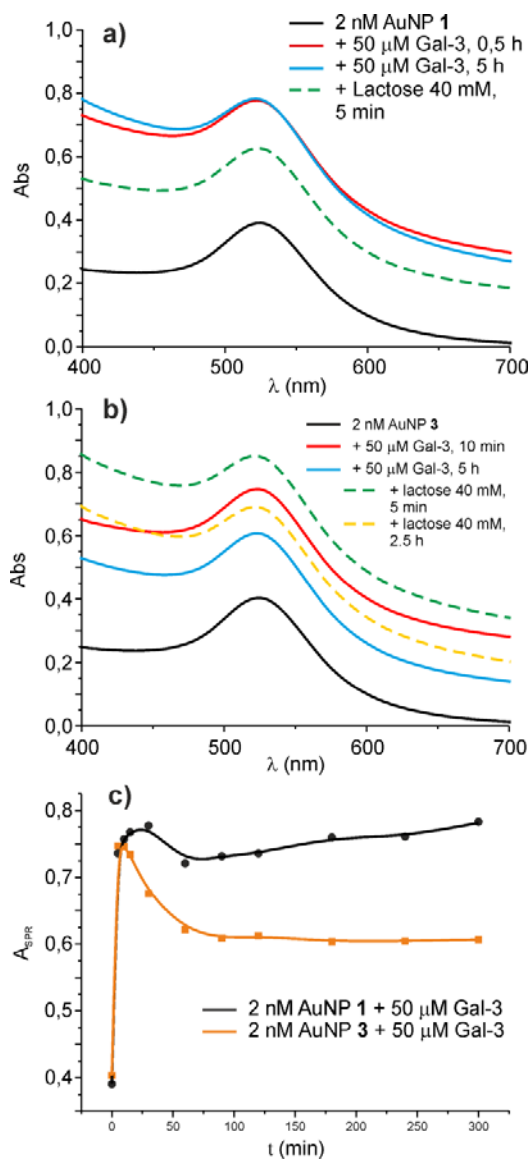 a)
2 nM AuNP 1
+ 50 μM Gal-3, 0,5 h
+ 50 μM Gal-3, 5 h
+ Lactose 40 mM,
5 min
1,0
0,8
0,6
0,4
0,2
0,0
Abs
400
500
600
700
λ (nm)
b)
2 nM AuNP 3
+ 50 μM Gal-3, 10 min
+ 50 μM Gal-3, 5 h
+ lactose 40 mM,
5 min
+ lactose 40 mM,
2.5 h
1,0
0,8
0,6
0,4
0,2
0,0
Abs
400
500
600
700
λ (nm)
c)
0,8
0,7
0,6
0,5
0,4
A_SPR
2 nM AuNP 1 + 50 μM Gal-3
2 nM AuNP 3 + 50 μM Gal-3
0
50
100
150
200
250
300
t (min)